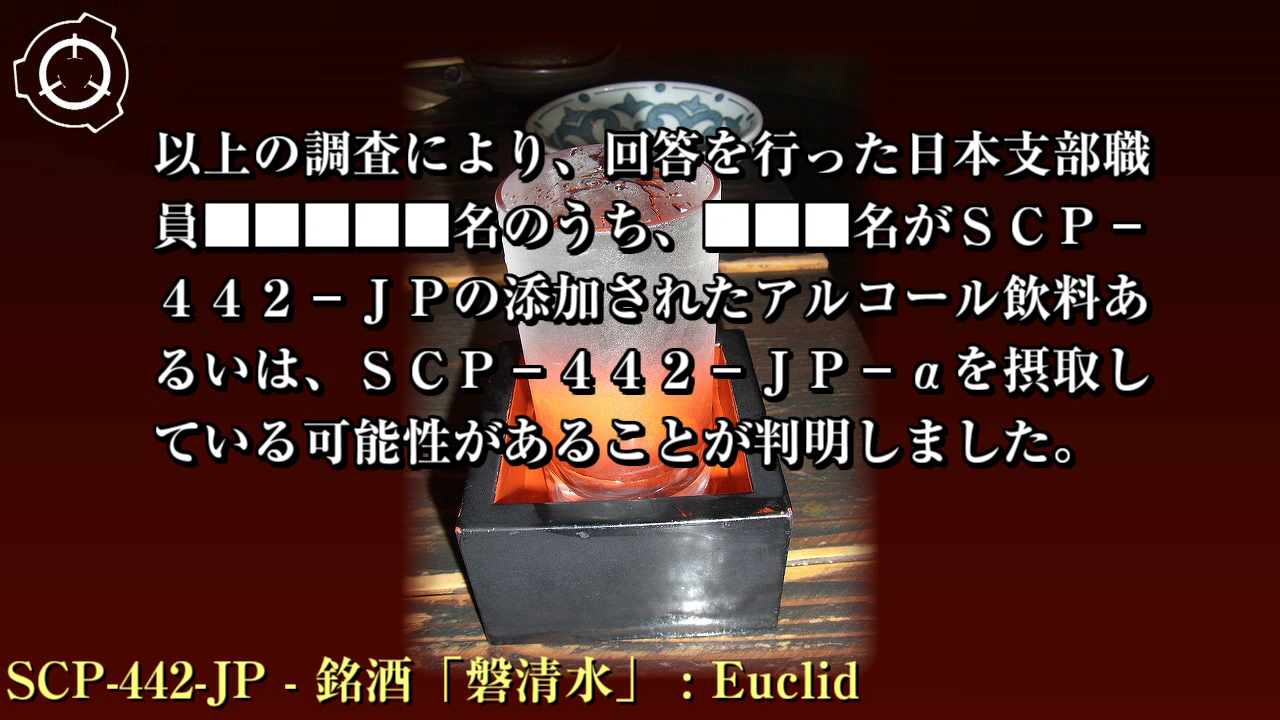 以上の調査により、回答を行った日本支部職
員■■■■■名のうち、■■■名がＳＣＰ－
４４２－ＪＰの添加されたアルコール飲料あ
るいは、ＳＣＰ－４４２－ＪＰ－αを摂取し
ている可能性があることが判明しました。
SCP-442-JP - 銘酒「磐清水」 : Euclid